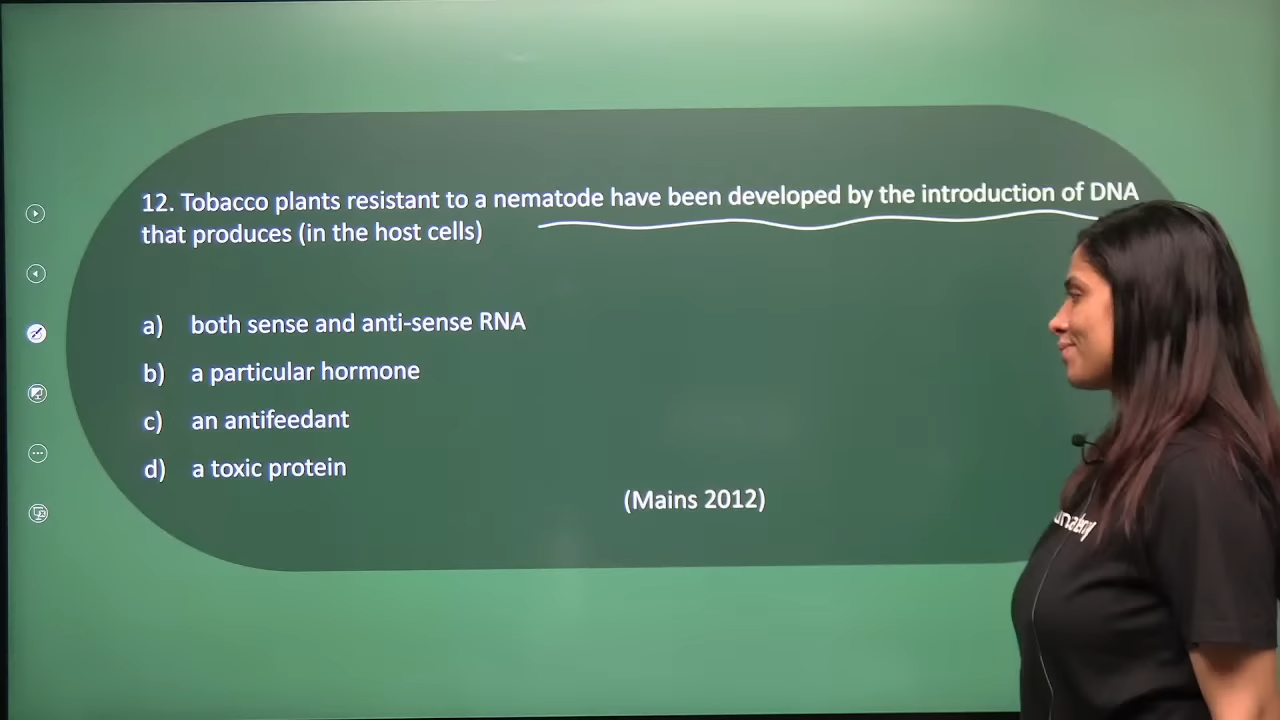 12. Tobacco plants resistant to a nematode have been developed by the introduction of DNA
that produces (in the host cells)
a) both sense and anti-sense RNA
b) a particular hormone
c) an antifeedant
d) a toxic protein
(Mains 2012)